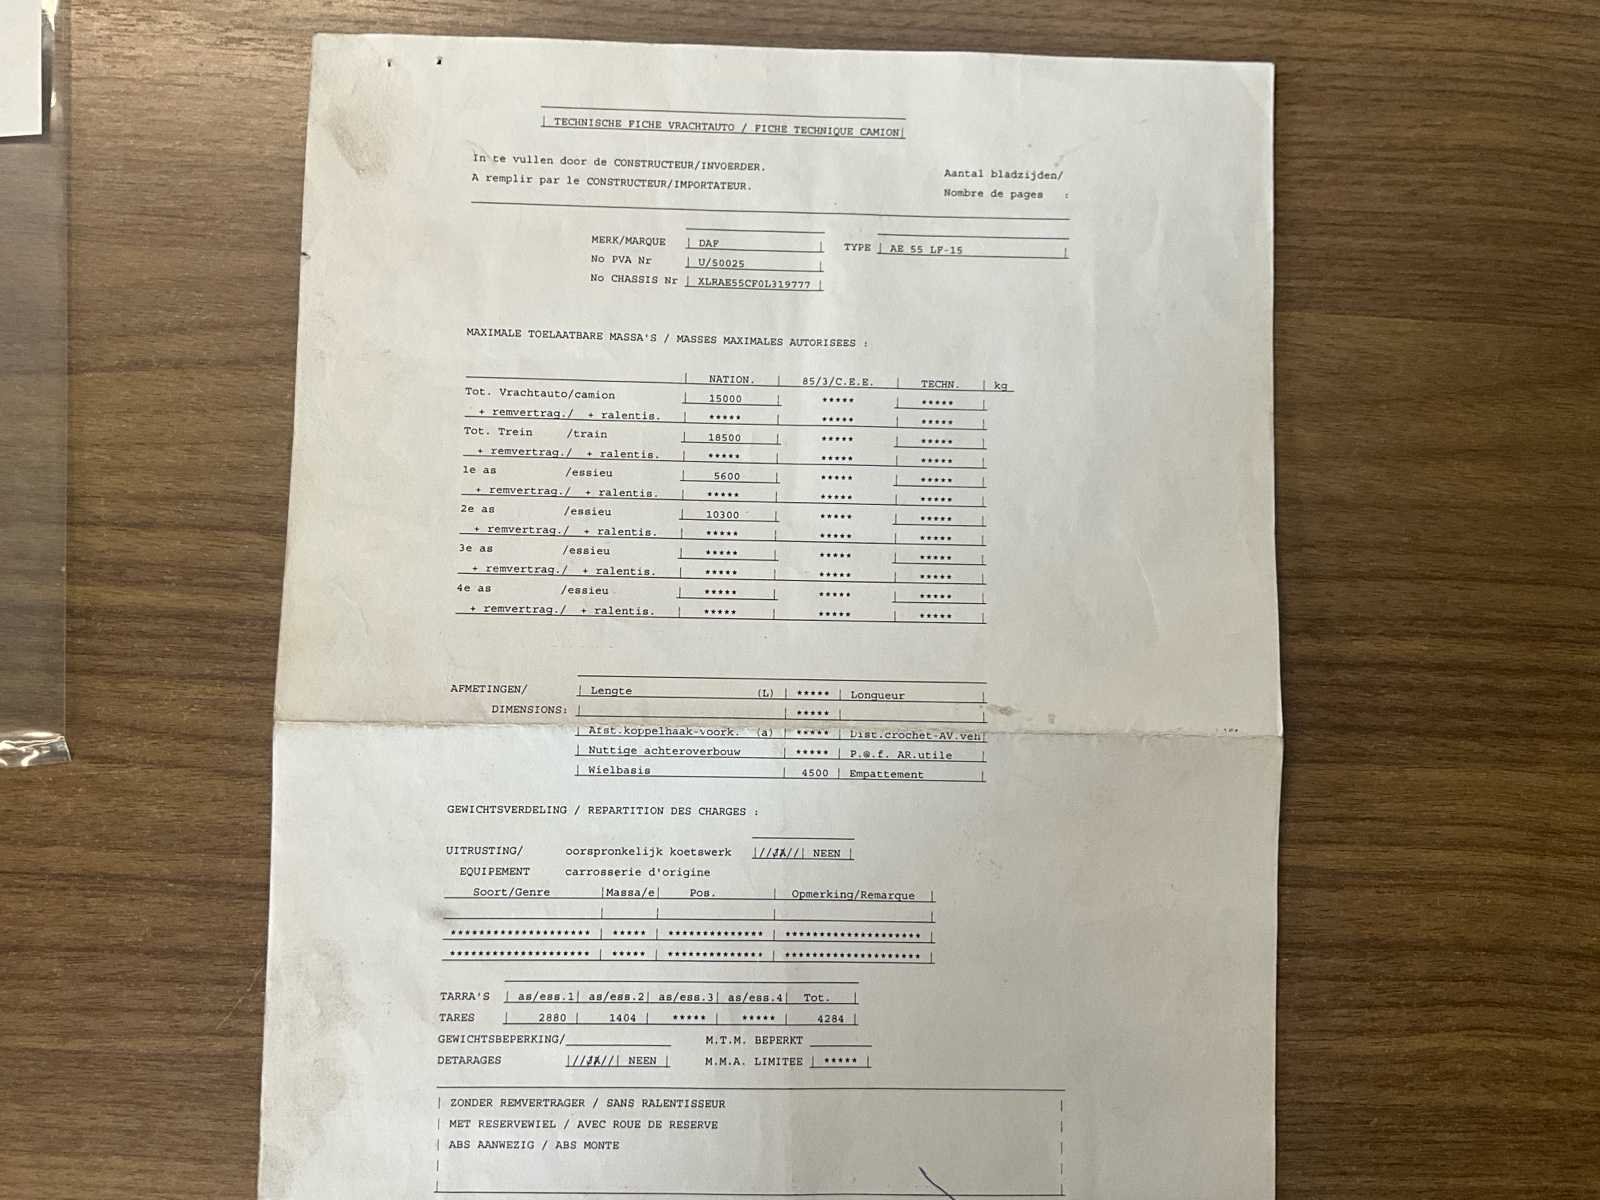 TECHNISCHE FICHE VRACHTAUTO / FICHE TECHNIQUE CAMION
In te vullen door de CONSTRUCTEUR/INVOERDER.
A remplir par le CONSTRUCTEUR/IMPORTATEUR.
Aantal bladzijden/
Nombre de pages :
MERK/MARQUE | DAF | TYPE | AE 55 LF-15 |
No PVA Nr | U/50025 |
No CHASSIS Nr | XLRAE55CF0L319777 |
MAXIMALE TOELAATBARE MASSA'S / MASSES MAXIMALES AUTORISEES :
| NATION. | 85/3/C.E.E. | TECHN. | kg
Tot. Vrachtauto/camion | 15000 | ***** | ***** |
+ remvertrag./ + ralentis. | ***** | ***** | ***** |
Tot. Trein /train | 18500 | ***** | ***** |
+ remvertrag./ + ralentis. | ***** | ***** | ***** |
1e as /essieu | 5600 | ***** | ***** |
+ remvertrag./ + ralentis. | ***** | ***** | ***** |
2e as /essieu | 10300 | ***** | ***** |
+ remvertrag./ + ralentis. | ***** | ***** | ***** |
3e as /essieu | ***** | ***** | ***** |
+ remvertrag./ + ralentis. | ***** | ***** | ***** |
4e as /essieu | ***** | ***** | ***** |
+ remvertrag./ + ralentis. | ***** | ***** | ***** |
AFMETINGEN/ | Lengte (L) | ***** | Longueur |
DIMENSIONS: | | ***** | |
| Afst.koppelhaak-voork. (a) | ***** | Dist.crochet-AV.veh|
| Nuttige achteroverbouw | ***** | P.@.f. AR.utile |
| Wielbasis | 4500 | Empattement |
GEWICHTSVERDELING / REPARTITION DES CHARGES :
UITRUSTING/ oorspronkelijk koetswerk |//JA//| NEEN |
EQUIPEMENT carrosserie d'origine
Soort/Genre |Massa/e| Pos. | Opmerking/Remarque |
******************** | ***** | ************** | ******************** |
******************** | ***** | ************** | ******************** |
TARRA'S | as/ess.1| as/ess.2| as/ess.3| as/ess.4| Tot. |
TARES | 2880 | 1404 | ***** | ***** | 4284 |
GEWICHTSBEPERKING/ M.T.M. BEPERKT
DETARAGES |//JA//| NEEN | M.M.A. LIMITEE | ***** |
| ZONDER REMVERTRAGER / SANS RALENTISSEUR |
| MET RESERVEWIEL / AVEC ROUE DE RESERVE |
| ABS AANWEZIG / ABS MONTE |